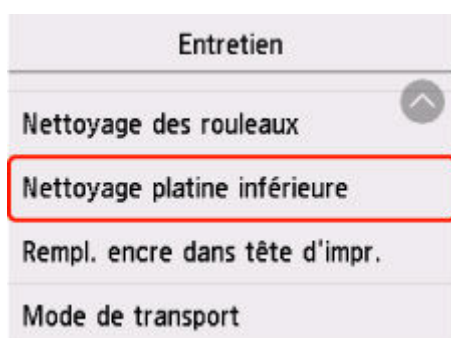 Entretien
Nettoyage des rouleaux
Nettoyage platine inférieure
Rempl. encre dans tête d'impr.
Mode de transport